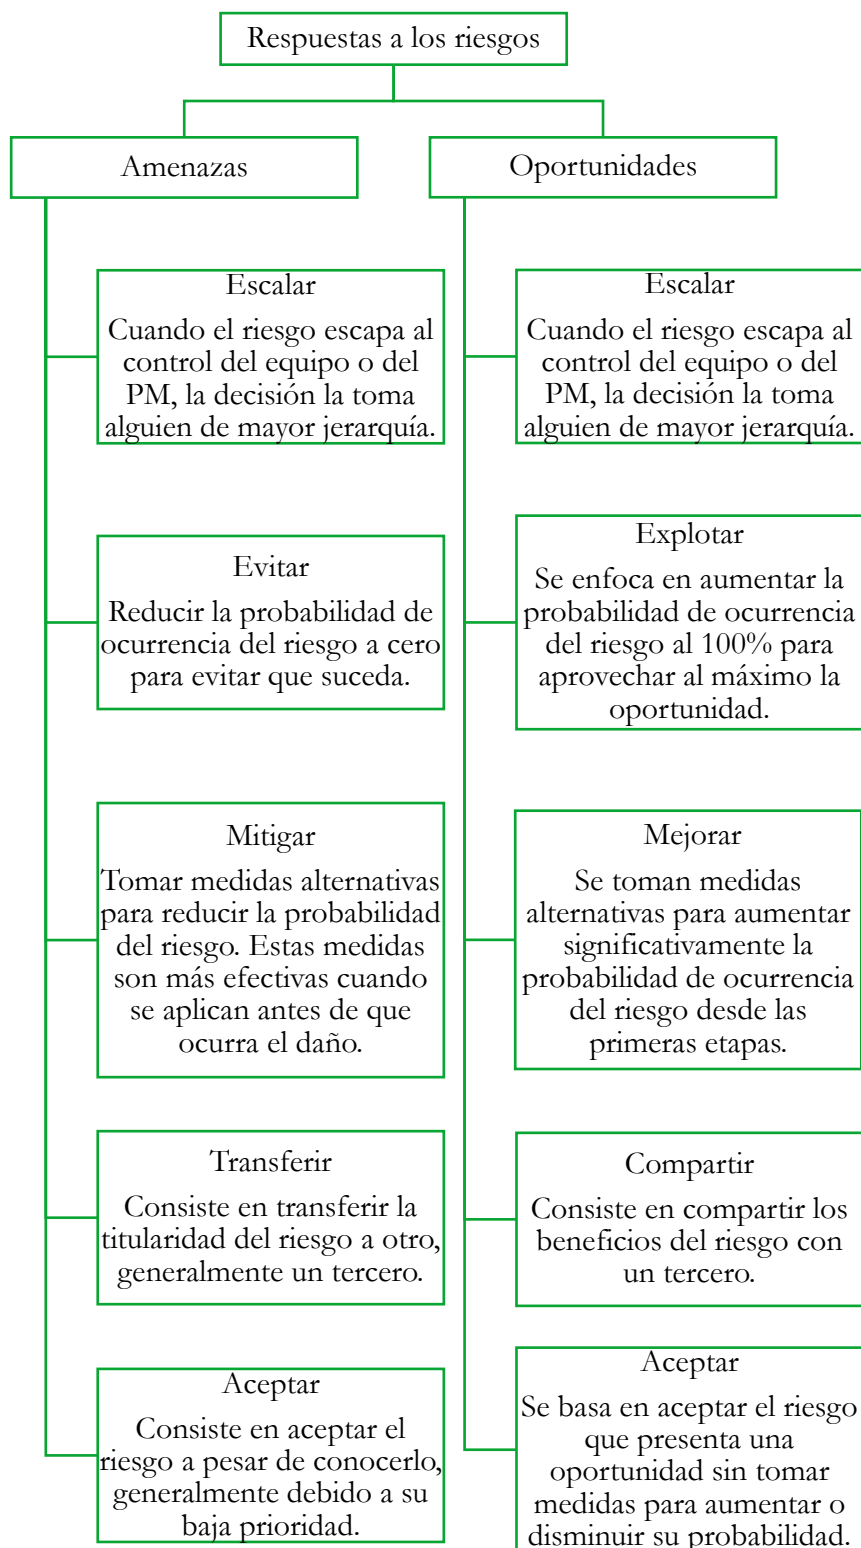 Respuestas a los riesgos
Amenazas
Escalar
Cuando el riesgo escapa al
control del equipo o del
PM, la decisión la toma
alguien de mayor jerarquía.
Evitar
Reducir la probabilidad de
ocurrencia del riesgo a cero
para evitar que suceda.
Mitigar
Tomar medidas alternativas
para reducir la probabilidad
del riesgo. Estas medidas
son más efectivas cuando
se aplican antes de que
ocurra el daño.
Transferir
Consiste en transferir la
titularidad del riesgo a otro,
generalmente un tercero.
Aceptar
Consiste en aceptar el
riesgo a pesar de conocerlo,
generalmente debido a su
baja prioridad.
Oportunidades
Escalar
Cuando el riesgo escapa al
control del equipo o del
PM, la decisión la toma
alguien de mayor jerarquía.
Explotar
Se enfoca en aumentar la
probabilidad de ocurrencia
del riesgo al 100% para
aprovechar al máximo la
oportunidad.
Mejorar
Se toman medidas
alternativas para aumentar
significativamente la
probabilidad de ocurrencia
del riesgo desde las
primeras etapas.
Compartir
Consiste en compartir los
beneficios del riesgo con
un tercero.
Aceptar
Se basa en aceptar el riesgo
que presenta una
oportunidad sin tomar
medidas para aumentar o
disminuir su probabilidad.